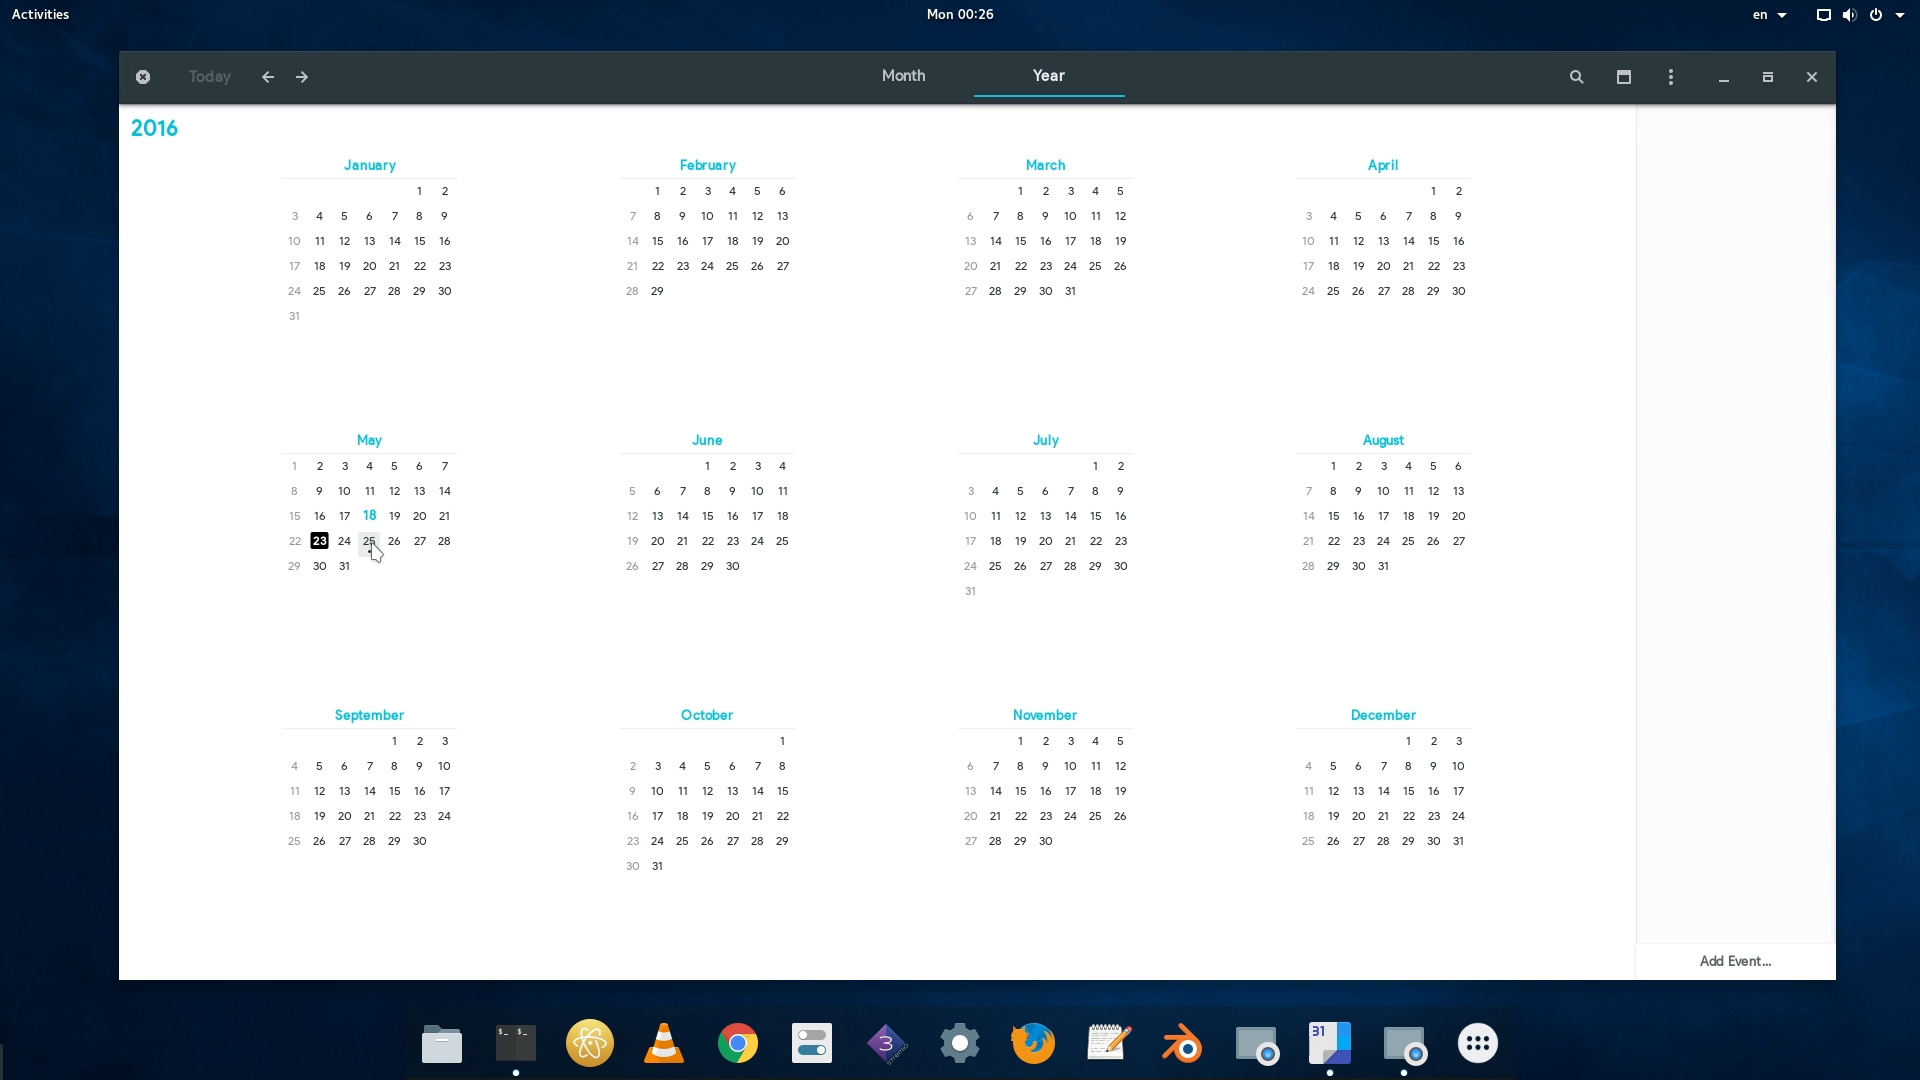 Activities
Mon 00:26
en
Today
Month
Year
2016
January
1 2
3 4 5 6 7 8 9
10 11 12 13 14 15 16
17 18 19 20 21 22 23
24 25 26 27 28 29 30
31
February
1 2 3 4 5 6
7 8 9 10 11 12 13
14 15 16 17 18 19 20
21 22 23 24 25 26 27
28 29
March
1 2 3 4 5
6 7 8 9 10 11 12
13 14 15 16 17 18 19
20 21 22 23 24 25 26
27 28 29 30 31
April
1 2
3 4 5 6 7 8 9
10 11 12 13 14 15 16
17 18 19 20 21 22 23
24 25 26 27 28 29 30
May
1 2 3 4 5 6 7
8 9 10 11 12 13 14
15 16 17 18 19 20 21
22 23 24 25 26 27 28
29 30 31
June
1 2 3 4
5 6 7 8 9 10 11
12 13 14 15 16 17 18
19 20 21 22 23 24 25
26 27 28 29 30
July
1 2
3 4 5 6 7 8 9
10 11 12 13 14 15 16
17 18 19 20 21 22 23
24 25 26 27 28 29 30
31
August
1 2 3 4 5 6
7 8 9 10 11 12 13
14 15 16 17 18 19 20
21 22 23 24 25 26 27
28 29 30 31
September
1 2 3
4 5 6 7 8 9 10
11 12 13 14 15 16 17
18 19 20 21 22 23 24
25 26 27 28 29 30
October
1
2 3 4 5 6 7 8
9 10 11 12 13 14 15
16 17 18 19 20 21 22
23 24 25 26 27 28 29
30 31
November
1 2 3 4 5
6 7 8 9 10 11 12
13 14 15 16 17 18 19
20 21 22 23 24 25 26
27 28 29 30
December
1 2 3
4 5 6 7 8 9 10
11 12 13 14 15 16 17
18 19 20 21 22 23 24
25 26 27 28 29 30 31
Add Event...
$_ $_
3
31